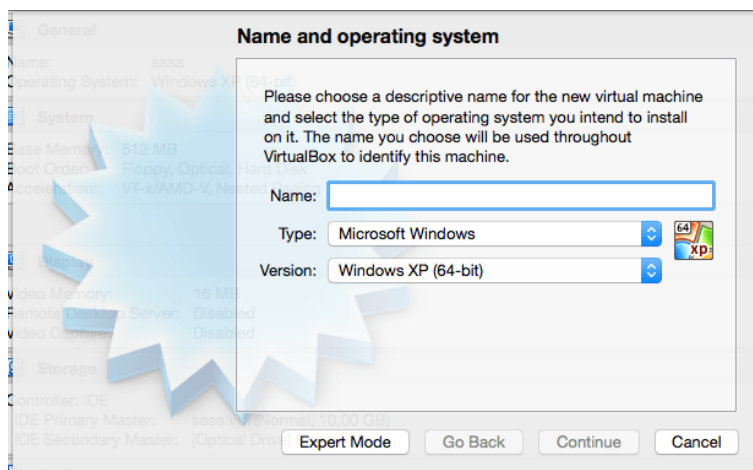 General
Name and operating system
Name: sasa
Operating System: Windows XP (64-bit)
Please choose a descriptive name for the new virtual machine
and select the type of operating system you intend to install
on it. The name you choose will be used throughout
VirtualBox to identify this machine.
System
Base Memory: 512 MB
Boot Order: Floppy, Optical, Hard Disk
Acceleration: VT-x/AMD-V, Nested Paging
Name:
Type: Microsoft Windows
64
xp
Version: Windows XP (64-bit)
Display
Video Memory: 16 MB
Remote Desktop Server: Disabled
Video Capture: Disabled
Storage
Controller: IDE
IDE Primary Master: sasa.vdi (Normal, 10,00 GB)
IDE Secondary Master: [Optical Drive]
Expert Mode Go Back Continue Cancel